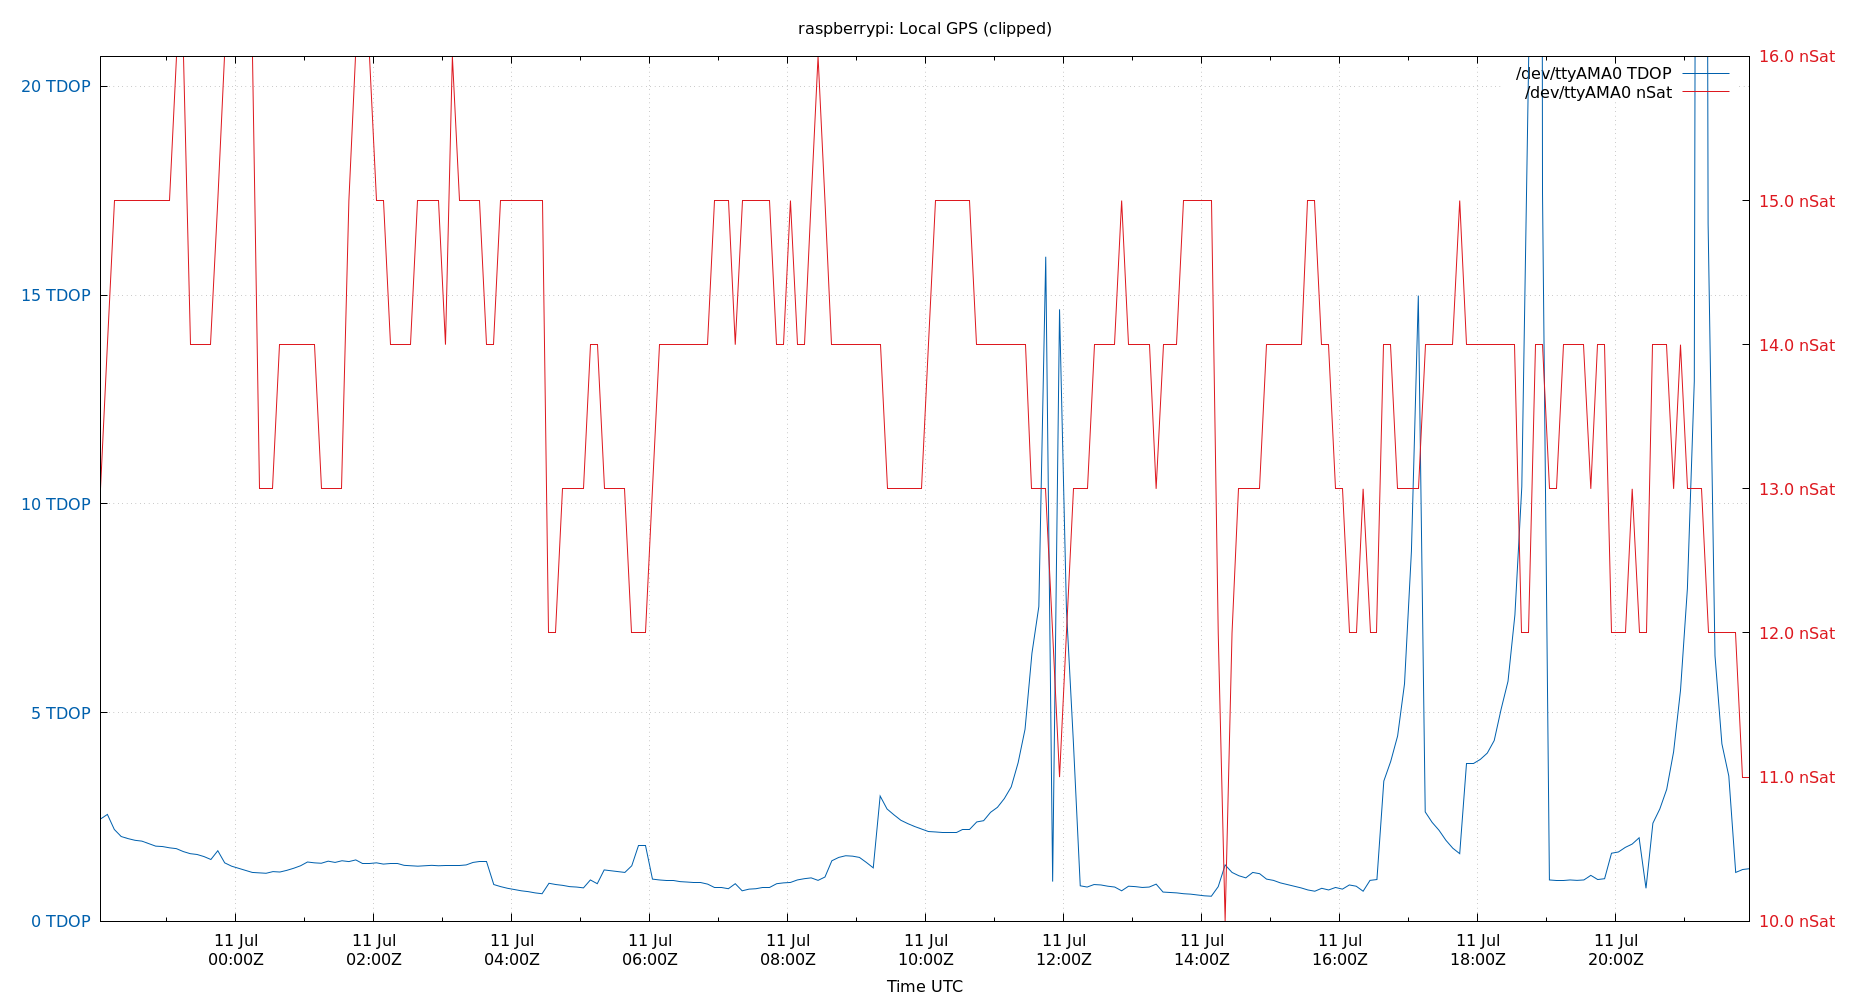 raspberrypi: Local GPS (clipped)
20 TDOP
15 TDOP
10 TDOP
5 TDOP
0 TDOP
/dev/ttyAMA0 TDOP
/dev/ttyAMA0 nSat
16.0 nSat
15.0 nSat
14.0 nSat
13.0 nSat
12.0 nSat
11.0 nSat
10.0 nSat
11 Jul
00:00Z
11 Jul
02:00Z
11 Jul
04:00Z
11 Jul
06:00Z
11 Jul
08:00Z
11 Jul
10:00Z
11 Jul
12:00Z
11 Jul
14:00Z
11 Jul
16:00Z
11 Jul
18:00Z
11 Jul
20:00Z
Time UTC